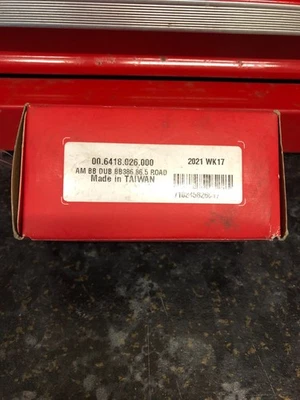 00.6418.026.000 2021 WK17
AM BB DUB BB386 86.5 ROAD
Made in TAIWAN